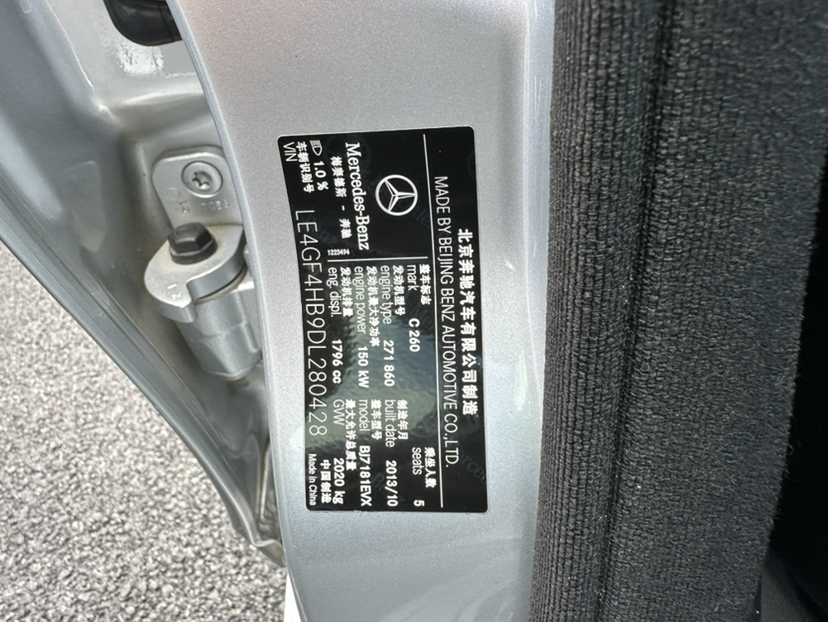 北京奔驰汽车有限公司制造
MADE BY BEIJING BENZ AUTOMOTIVE CO.,LTD.
整车标志 mark C 260
乘坐人数 seats 5
发动机型号 engine type 271 860
制造年月 built date 2013/10
Mercedes-Benz
梅赛德斯 - 奔驰
发动机最大净功率 engine power 150 kW
整车型号 model BJ7181EVX
1.0 %
发动机排量 eng. displ. 1796 cc
最大允许总质量 GVW 2020 kg
车辆识别号 VIN LE4GF4HB9DL280428
中国制造
Made in China